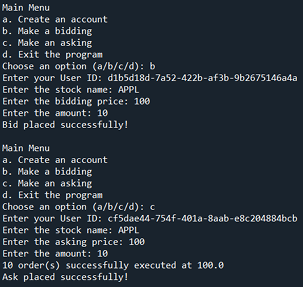 Main Menu
a. Create an account
b. Make a bidding
c. Make an asking
d. Exit the program
Choose an option (a/b/c/d): b
Enter your User ID: d1b5d18d-7a52-422b-af3b-9b2675146a4a
Enter the stock name: APPL
Enter the bidding price: 100
Enter the amount: 10
Bid placed successfully!

Main Menu
a. Create an account
b. Make a bidding
c. Make an asking
d. Exit the program
Choose an option (a/b/c/d): c
Enter your User ID: cf5dae44-754f-401a-8aab-e8c204884bcb
Enter the stock name: APPL
Enter the asking price: 100
Enter the amount: 10
10 order(s) successfully executed at 100.0
Ask placed successfully!